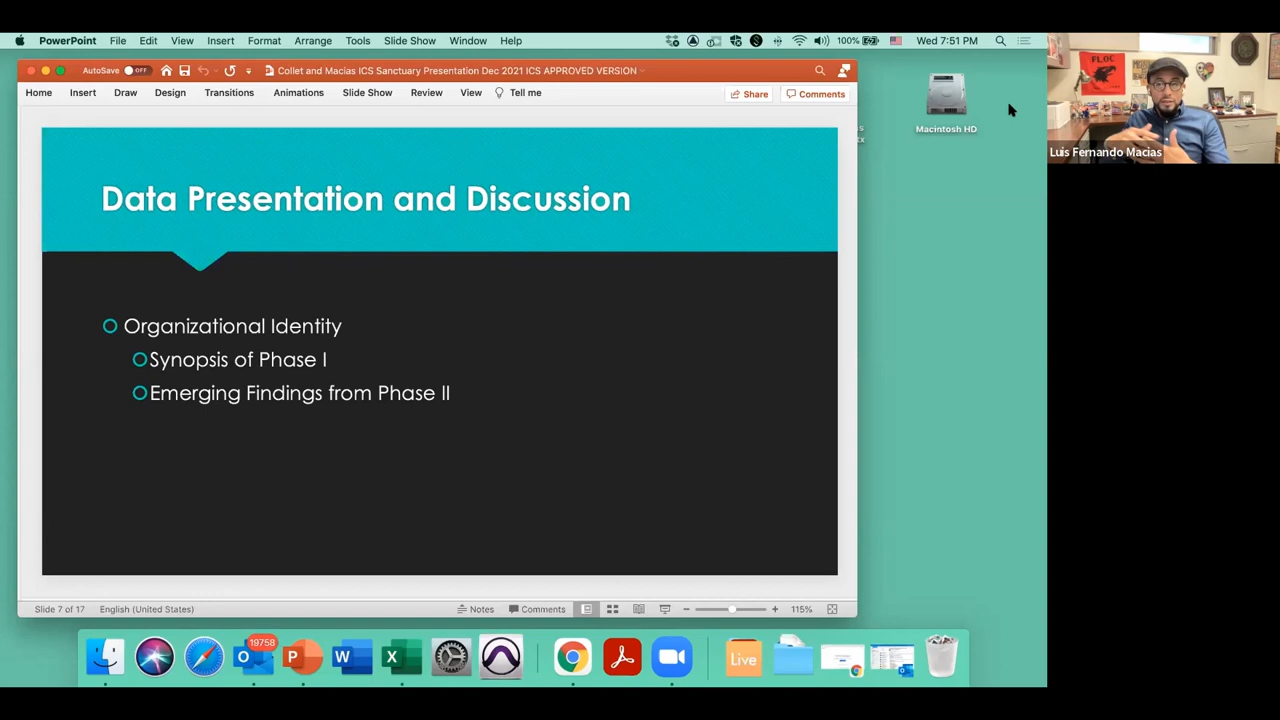 PowerPoint File Edit View Insert Format Arrange Tools Slide Show Window Help 100% Wed 7:51 PM
AutoSave OFF Collet and Macias ICS Sanctuary Presentation Dec 2021 ICS APPROVED VERSION
Home Insert Draw Design Transitions Animations Slide Show Review View Tell me Share Comments
Macintosh HD
FLOC
Luis Fernando Macias
Data Presentation and Discussion
Organizational Identity
Synopsis of Phase I
Emerging Findings from Phase II
Slide 7 of 17 English (United States) Notes Comments 115%
19758
Live